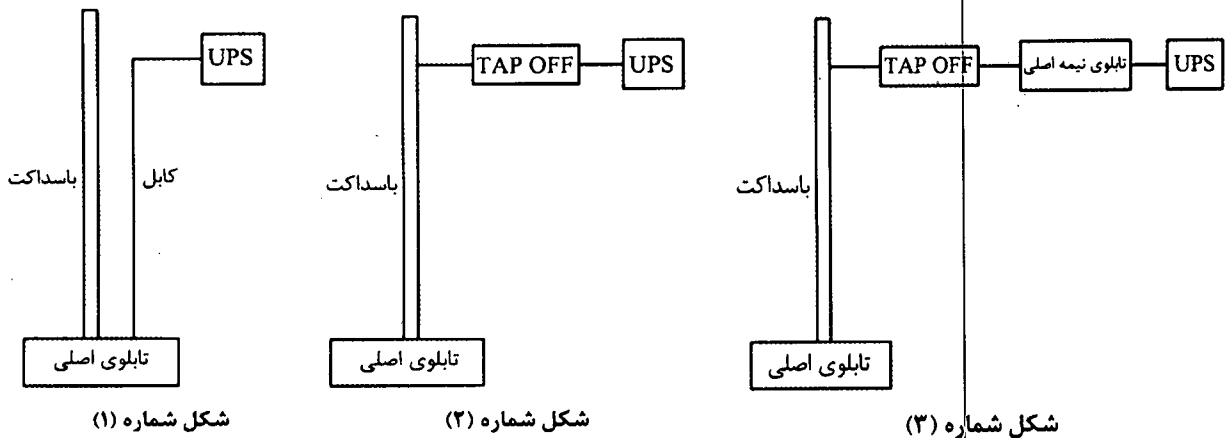 UPS
باسداکت
کابل
تابلوی اصلی
شکل شماره (۱)
TAP OFF
UPS
باسداکت
تابلوی اصلی
شکل شماره (۲)
TAP OFF
تابلوی نیمه اصلی
UPS
باسداکت
تابلوی اصلی
شکل شماره (۳)